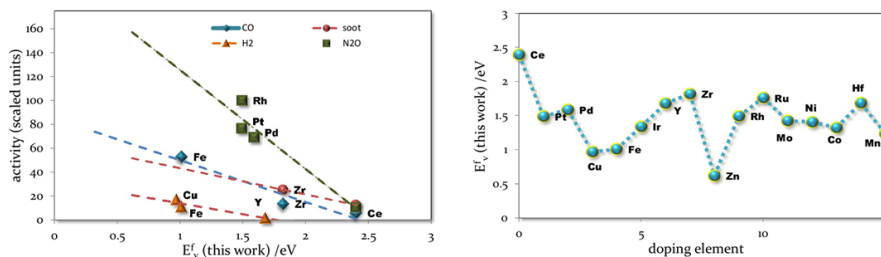 CO
soot
H2
N2O
activity (scaled units)
160
140
120
100
80
60
40
20
0
Rh
Pt
Pd
Fe
Zr
Cu
Fe
Y
Zr
Ce
0
0.5
1
1.5
2
2.5
3
E_v^f (this work) /eV
E_v^f (this work) /eV
3
2.5
2
1.5
1
0.5
0
Ce
Pt
Pd
Cu
Fe
Ir
Y
Zr
Zn
Rh
Ru
Mo
Ni
Co
Hf
Mn
0
5
10
doping element